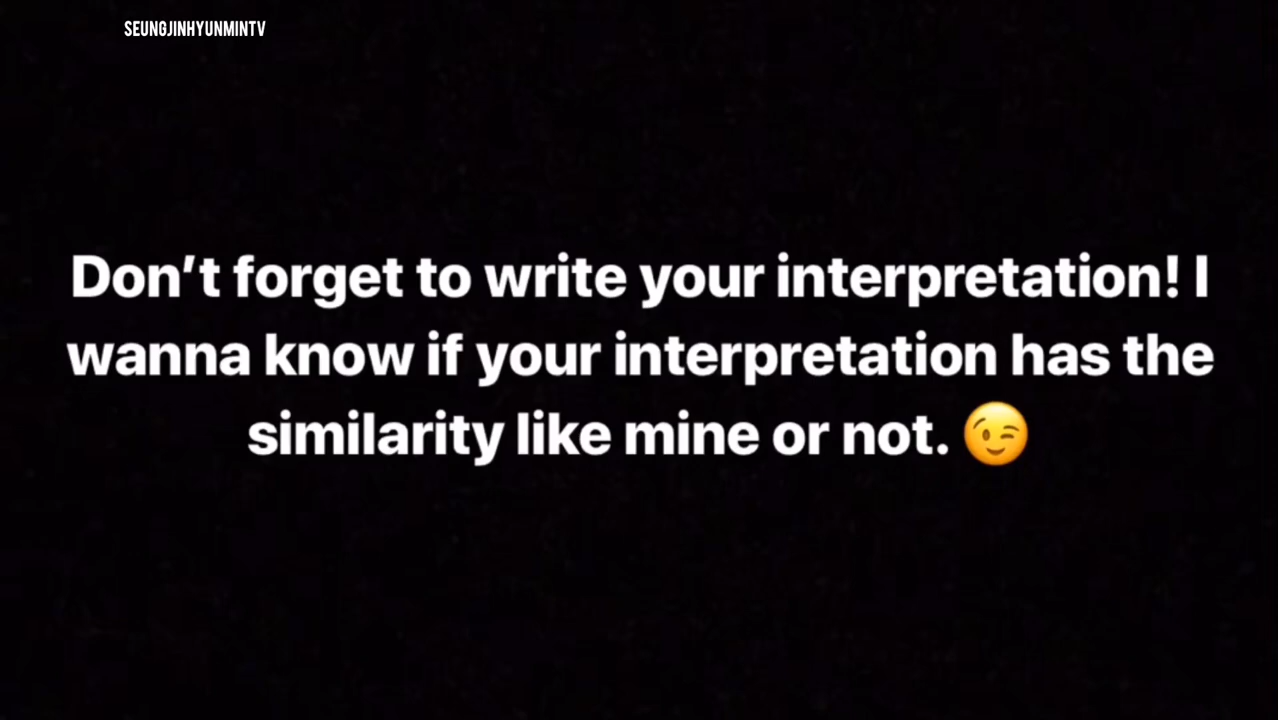 SEUNGJINHYUNMINTV
Don't forget to write your interpretation! I
wanna know if your interpretation has the
similarity like mine or not. 😉